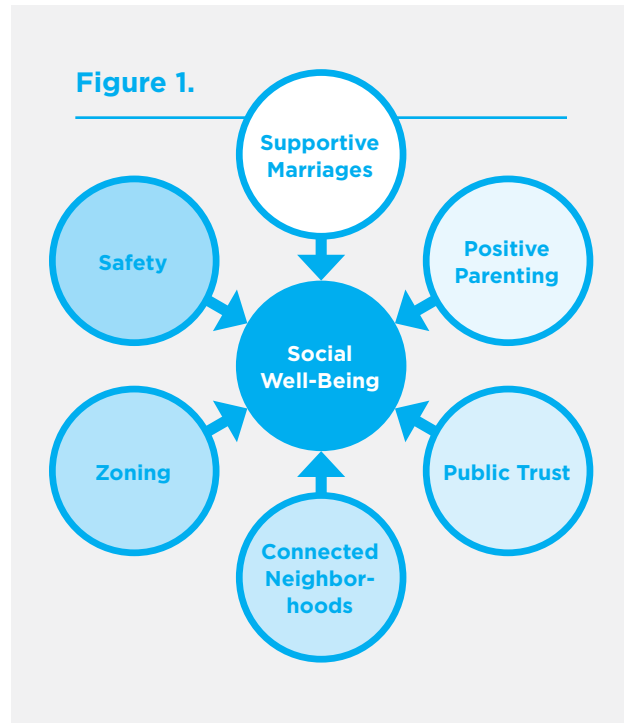 Figure 1.
Supportive
Marriages
Safety
Positive
Parenting
Social
Well-Being
Zoning
Public Trust
Connected
Neighbor-
hoods